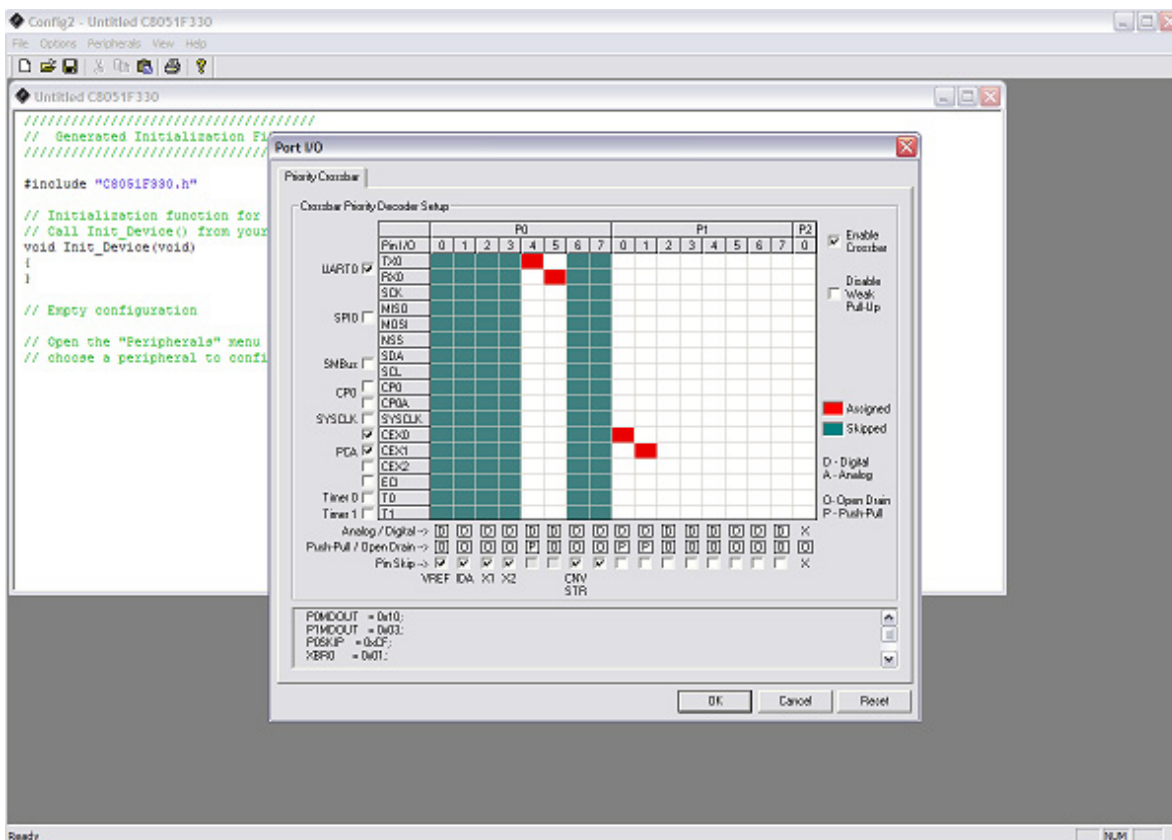 Config2 - Untitled C8051F330
File Options Peripherals View Help
Untitled C8051F330
/////////////////////////////////////
// Generated Initialization Fi
#include "C8051F330.h"
// Initialization function for
// Call Init_Device() from your
void Init_Device(void)
{
}
// Empty configuration
// Open the "Peripherals" menu
// choose a peripheral to confi
Port I/O
Priority Crossbar
Crossbar Priority Decoder Setup
P0 P1 P2
Pin I/O 0 1 2 3 4 5 6 7 0 1 2 3 4 5 6 7 0
UART0 TX0
RX0
SCK
SPI0 MISO
MOSI
NSS
SMBus SDA
SCL
CP0 CP0
CP0A
SYSCLK SYSCLK
CEX0
PCA CEX1
CEX2
ECI
Timer 0 T0
Timer 1 T1
Analog / Digital -> D D D D D D D D D D D D D D D D X
Push-Pull / Open Drain -> O O O O P O O O P P O O O O O O O
Pin Skip -> X
VREF IDA X1 X2 CNV
STR
Enable
Crossbar
Disable
Weak
Pull-Up
Assigned
Skipped
D - Digital
A - Analog
O - Open Drain
P - Push-Pull
P0MDOUT = 0x10;
P1MDOUT = 0x03;
P0SKIP = 0xCF;
XBR0 = 0x01;
OK Cancel Reset
Ready NUM